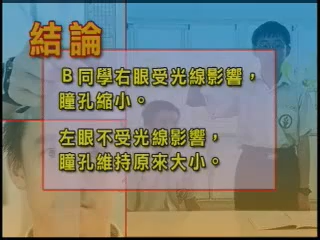 結論
B同學右眼受光線影響，
瞳孔縮小。
左眼不受光線影響，
瞳孔維持原來大小。